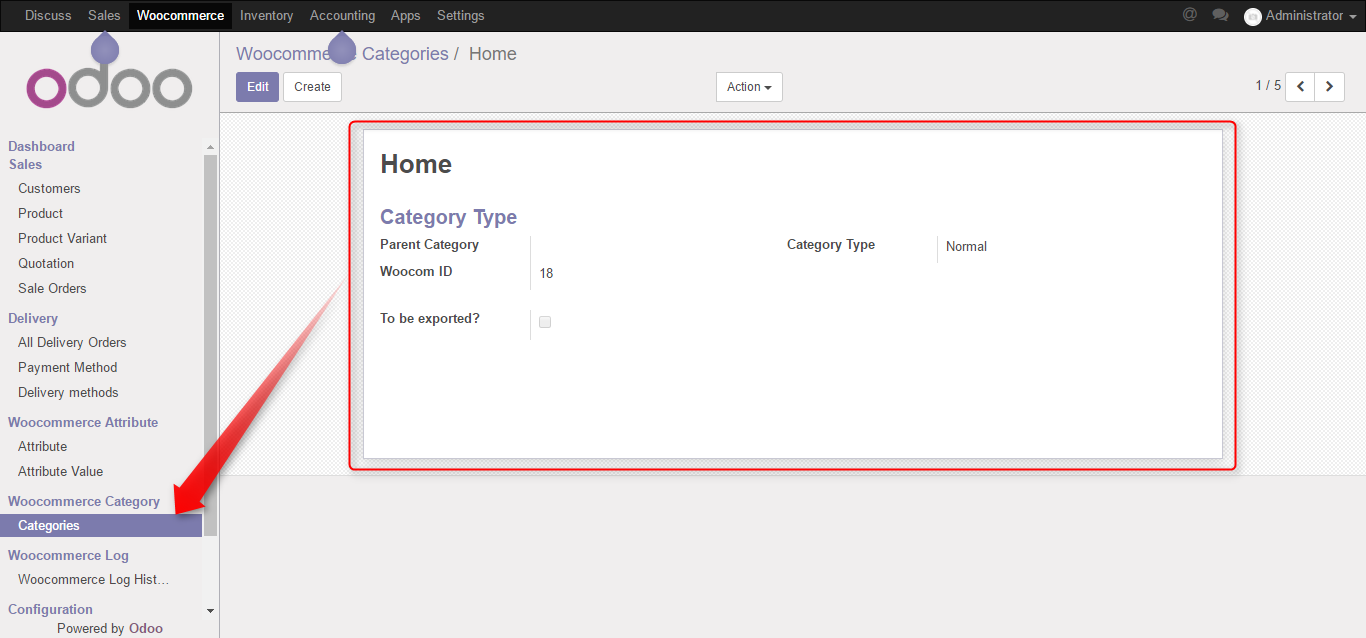 Discuss Sales Woocommerce Inventory Accounting Apps Settings @ Administrator
odoo
Woocomme Categories / Home
Edit Create Action 1 / 5
Dashboard
Sales
Customers
Product
Product Variant
Quotation
Sale Orders
Delivery
All Delivery Orders
Payment Method
Delivery methods
Woocommerce Attribute
Attribute
Attribute Value
Woocommerce Category
Categories
Woocommerce Log
Woocommerce Log Hist...
Configuration
Powered by Odoo
Home
Category Type
Parent Category
Category Type Normal
Woocom ID 18
To be exported?